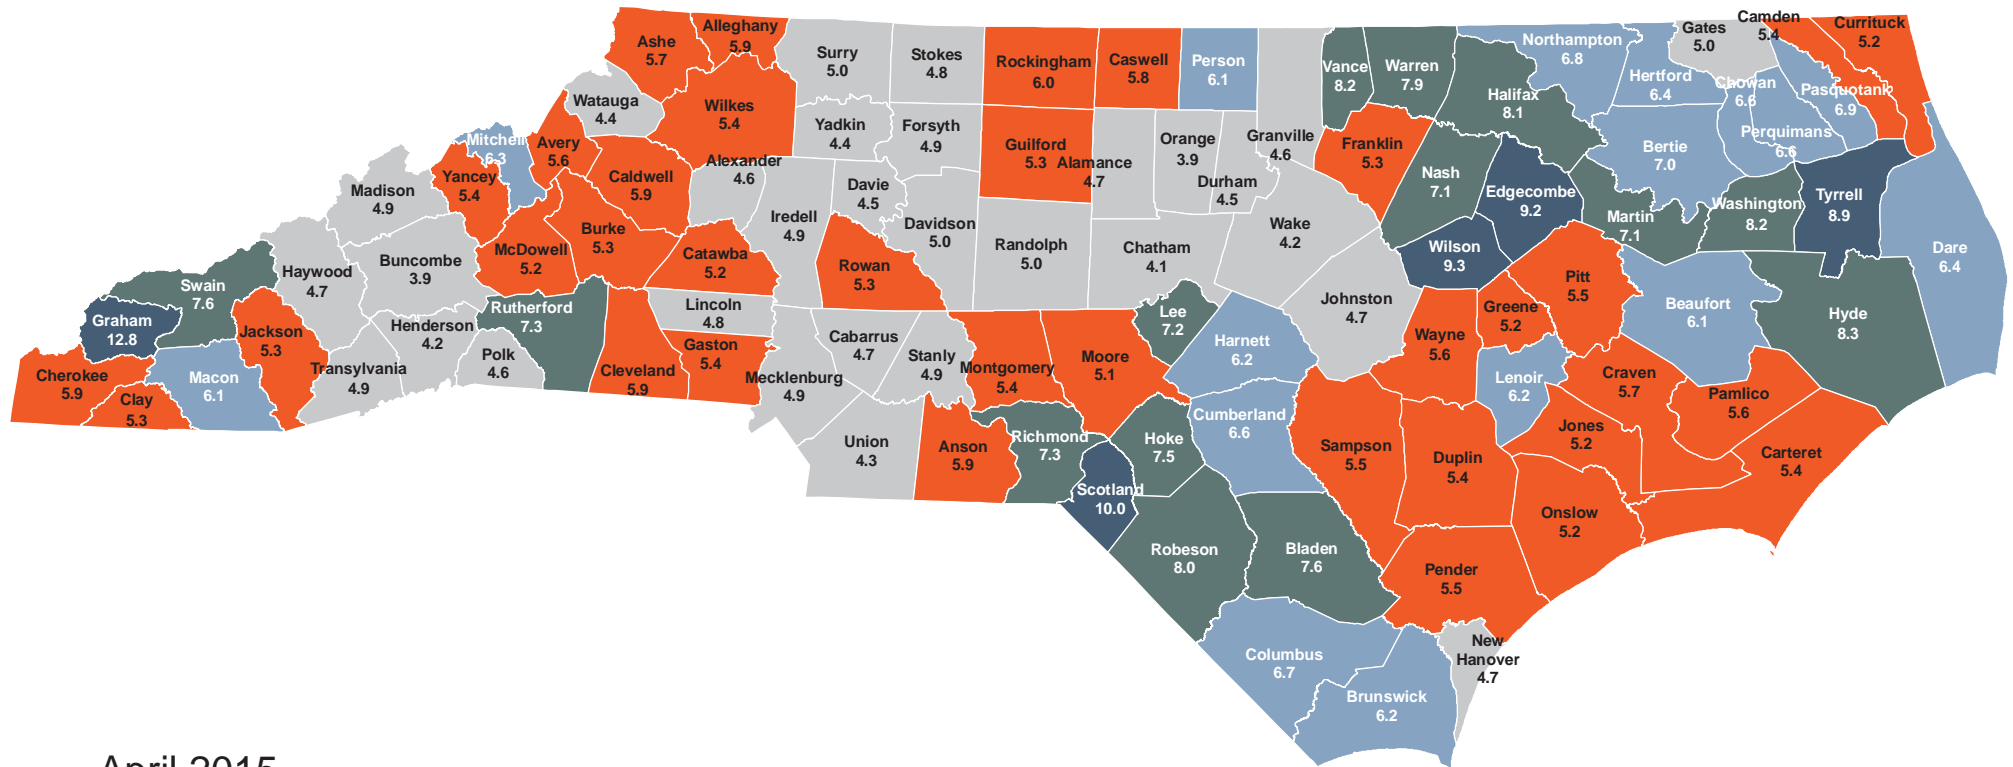 Ashe
5.7
Alleghany
5.9
Surry
5.0
Stokes
4.8
Rockingham
6.0
Caswell
5.8
Person
6.1
Vance
8.2
Warren
7.9
Northampton
6.8
Gates
5.0
Camden
5.4
Currituck
5.2
Hertford
6.4
Chowan
6.6
Pasquotank
6.9
Halifax
8.1
Watauga
4.4
Wilkes
5.4
Yadkin
4.4
Forsyth
4.9
Guilford
5.3
Alamance
4.7
Orange
3.9
Durham
4.5
Granville
4.6
Franklin
5.3
Perquimans
6.6
Bertie
7.0
Mitchell
6.3
Avery
5.6
Yancey
5.4
Caldwell
5.9
Alexander
4.6
Iredell
4.9
Davie
4.5
Davidson
5.0
Nash
7.1
Edgecombe
9.2
Martin
7.1
Washington
8.2
Tyrrell
8.9
Dare
6.4
Madison
4.9
Buncombe
3.9
McDowell
5.2
Burke
5.3
Catawba
5.2
Rowan
5.3
Randolph
5.0
Chatham
4.1
Wake
4.2
Wilson
9.3
Pitt
5.5
Beaufort
6.1
Hyde
8.3
Haywood
4.7
Swain
7.6
Graham
12.8
Jackson
5.3
Henderson
4.2
Rutherford
7.3
Lincoln
4.8
Cabarrus
4.7
Stanly
4.9
Lee
7.2
Harnett
6.2
Johnston
4.7
Wayne
5.6
Greene
5.2
Lenoir
6.2
Craven
5.7
Pamlico
5.6
Cherokee
5.9
Clay
5.3
Macon
6.1
Transylvania
4.9
Polk
4.6
Cleveland
5.9
Gaston
5.4
Mecklenburg
4.9
Montgomery
5.4
Moore
5.1
Union
4.3
Anson
5.9
Richmond
7.3
Scotland
10.0
Hoke
7.5
Cumberland
6.6
Sampson
5.5
Duplin
5.4
Jones
5.2
Carteret
5.4
Onslow
5.2
Robeson
8.0
Bladen
7.6
Pender
5.5
Columbus
6.7
Brunswick
6.2
New
Hanover
4.7
April 2015